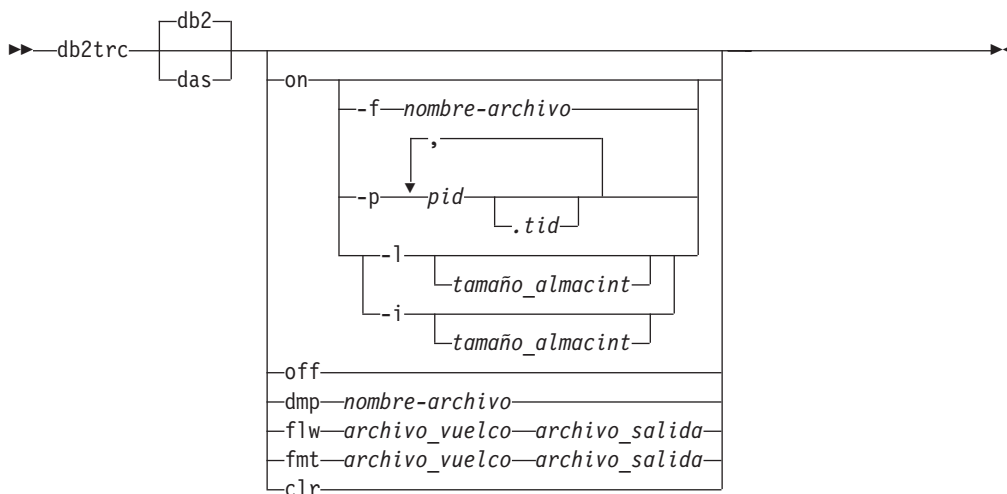 db2
db2trc
das
on
-f nombre-archivo
,
-p pid
.tid
-l
tamaño_almacint
-i
tamaño_almacint
off
dmp nombre-archivo
flw archivo_vuelco archivo_salida
fmt archivo_vuelco archivo_salida
clr